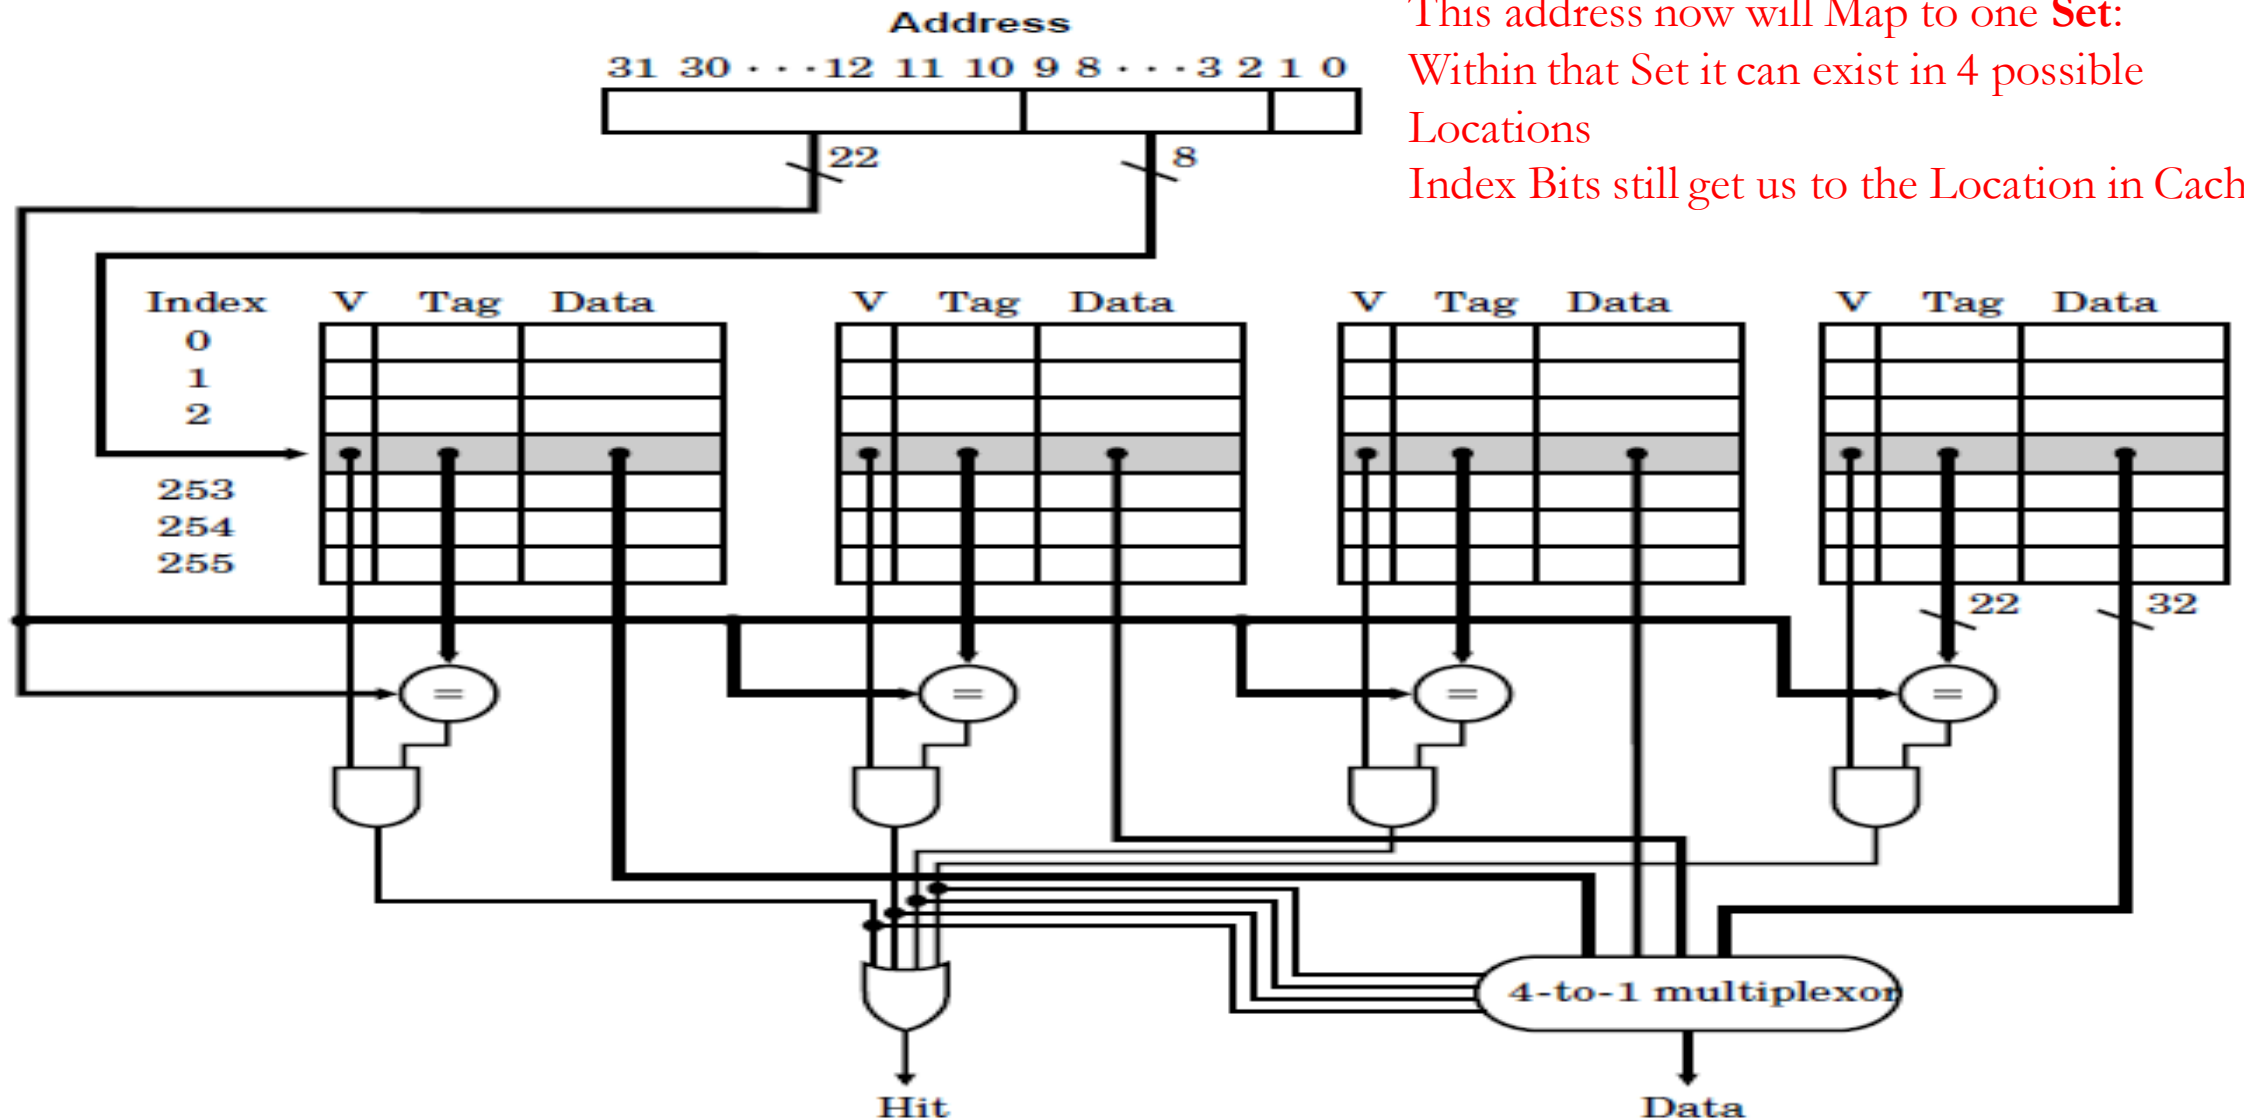 Address
This address now will Map to one Set:
31 30 · · · 12 11 10 9 8 · · · 3 2 1 0
Within that Set it can exist in 4 possible
Locations
22
8
Index Bits still get us to the Location in Cach
Index V Tag Data V Tag Data V Tag Data V Tag Data
0
1
2
253
254
255
22
32
= = = =
4-to-1 multiplexor
Hit
Data